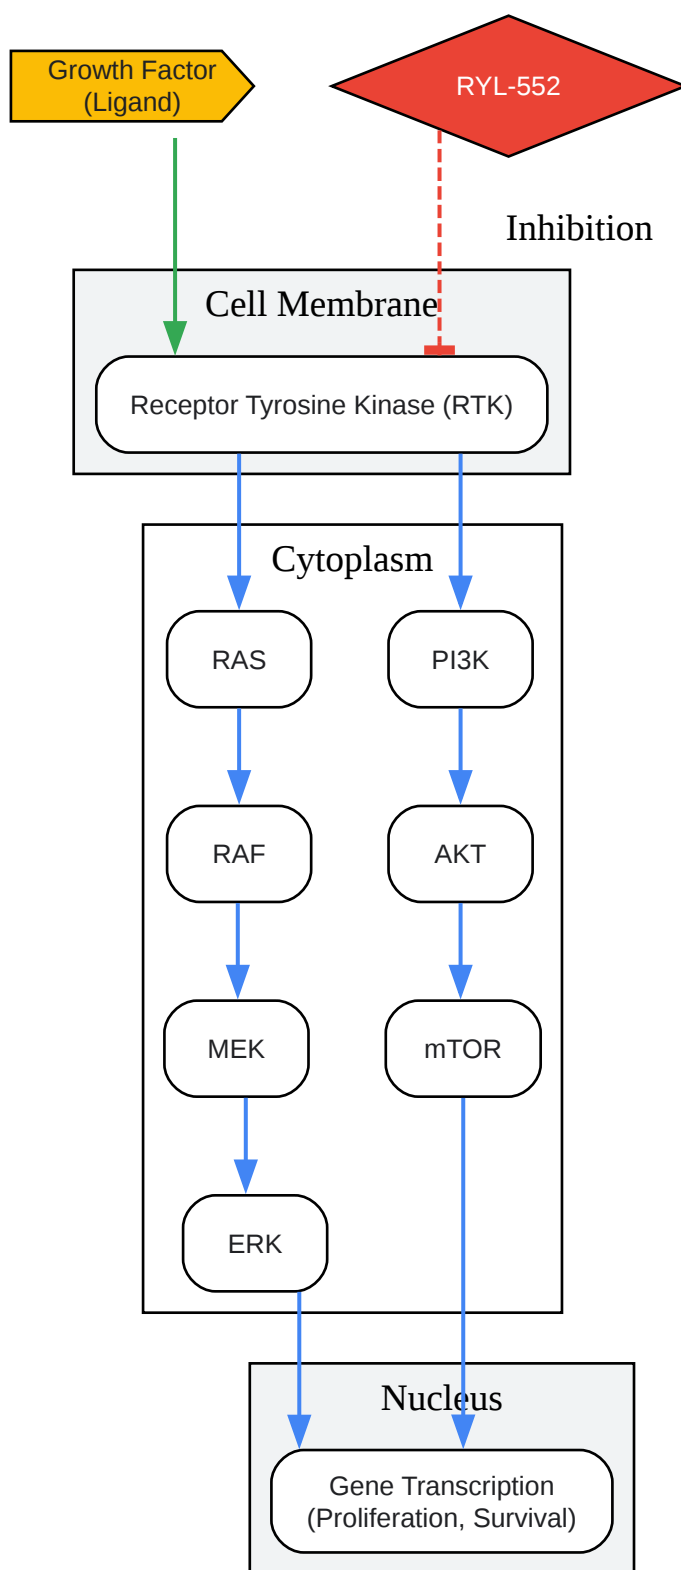 Growth Factor
(Ligand)
RYL-552
Inhibition
Cell Membrane
Receptor Tyrosine Kinase (RTK)
Cytoplasm
RAS
PI3K
RAF
AKT
MEK
mTOR
ERK
Nucleus
Gene Transcription
(Proliferation, Survival)